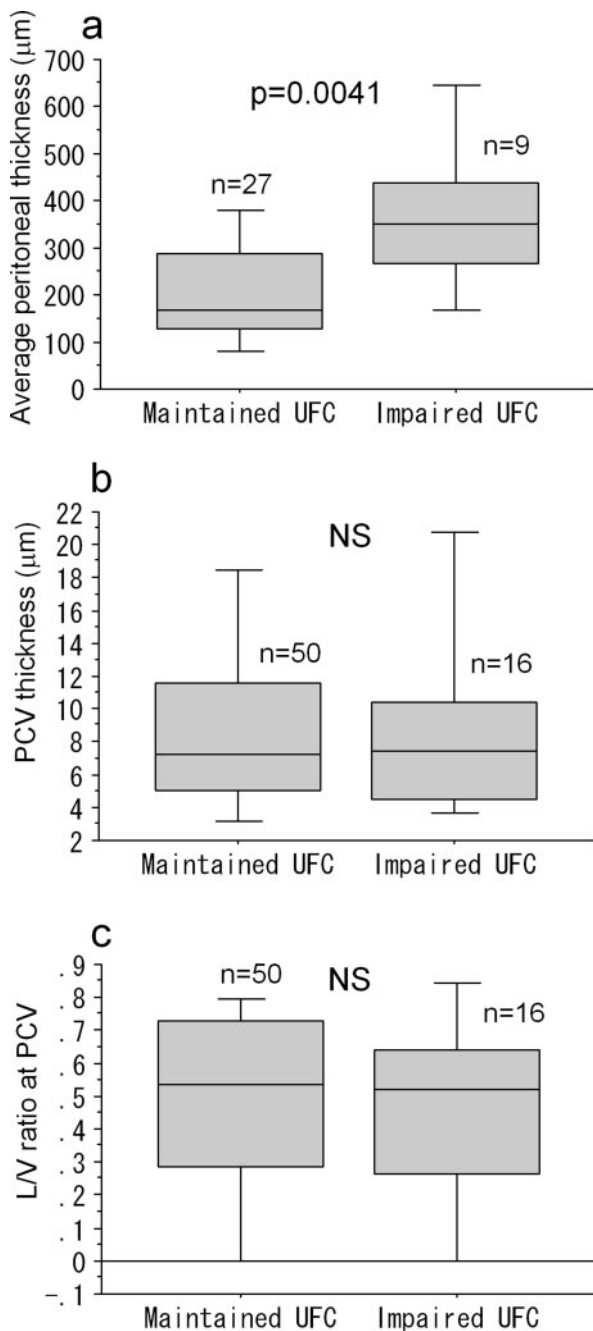 a
Average peritoneal thickness (μm)
700
600
500
400
300
200
100
0
p=0.0041
n=27
n=9
Maintained UFC
Impaired UFC
b
PCV thickness (μm)
22
20
18
16
14
12
10
8
6
4
2
NS
n=50
n=16
Maintained UFC
Impaired UFC
c
L/V ratio at PCV
.9
.8
.7
.6
.5
.4
.3
.2
.1
0
-.1
n=50
NS
n=16
Maintained UFC
Impaired UFC